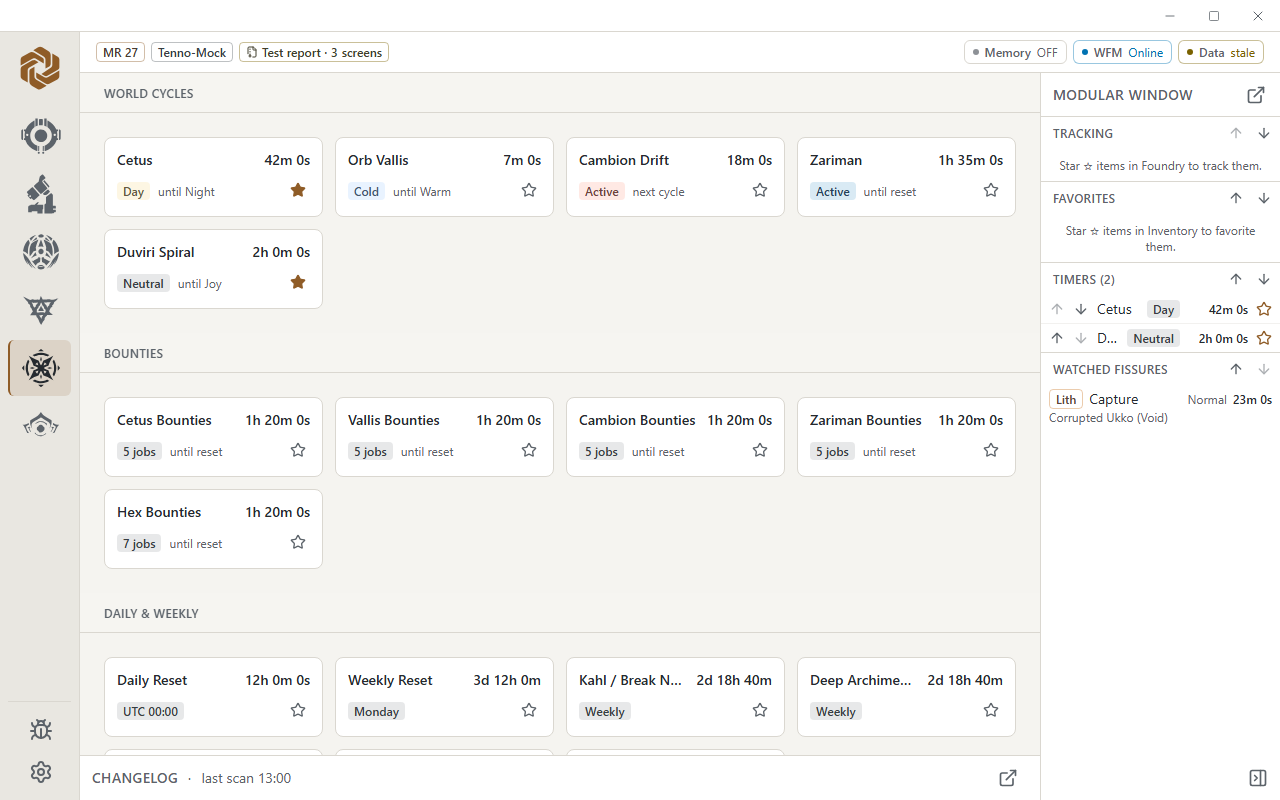 MR 27
Tenno-Mock
Test report · 3 screens
Memory OFF
WFM Online
Data stale
WORLD CYCLES
Cetus 42m 0s
Day until Night
Orb Vallis 7m 0s
Cold until Warm
Cambion Drift 18m 0s
Active next cycle
Zariman 1h 35m 0s
Active until reset
Duviri Spiral 2h 0m 0s
Neutral until Joy
BOUNTIES
Cetus Bounties 1h 20m 0s
5 jobs until reset
Vallis Bounties 1h 20m 0s
5 jobs until reset
Cambion Bounties 1h 20m 0s
5 jobs until reset
Zariman Bounties 1h 20m 0s
5 jobs until reset
Hex Bounties 1h 20m 0s
7 jobs until reset
DAILY & WEEKLY
Daily Reset 12h 0m 0s
UTC 00:00
Weekly Reset 3d 12h 0m
Monday
Kahl / Break N... 2d 18h 40m
Weekly
Deep Archime... 2d 18h 40m
Weekly
CHANGELOG · last scan 13:00
MODULAR WINDOW
TRACKING
Star ☆ items in Foundry to track them.
FAVORITES
Star ☆ items in Inventory to favorite
them.
TIMERS (2)
Cetus Day 42m 0s
D... Neutral 2h 0m 0s
WATCHED FISSURES
Lith Capture Normal 23m 0s
Corrupted Ukko (Void)